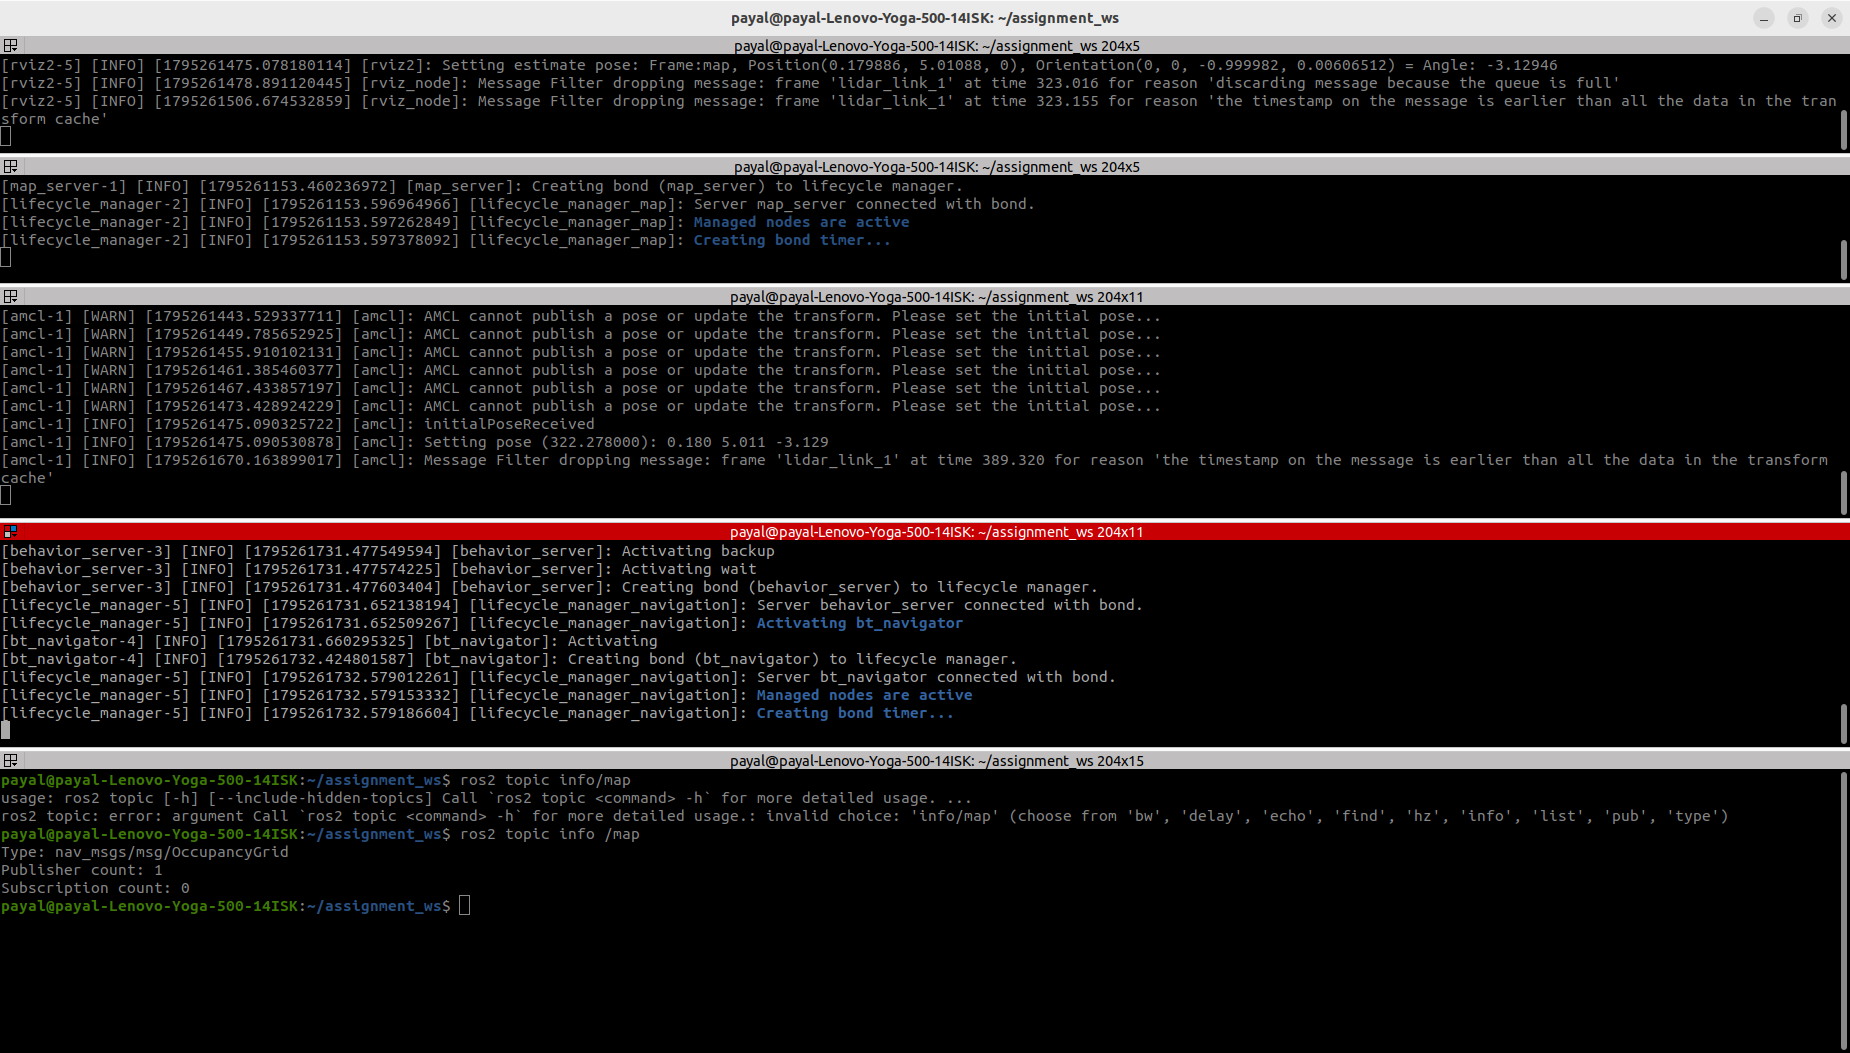 payal@payal-Lenovo-Yoga-500-14ISK: ~/assignment_ws
payal@payal-Lenovo-Yoga-500-14ISK: ~/assignment_ws 204x5
[rviz2-5] [INFO] [1795261475.078180114] [rviz2]: Setting estimate pose: Frame:map, Position(0.179886, 5.01088, 0), Orientation(0, 0, -0.999982, 0.00606512) = Angle: -3.12946
[rviz2-5] [INFO] [1795261478.891120445] [rviz_node]: Message Filter dropping message: frame 'lidar_link_1' at time 323.016 for reason 'discarding message because the queue is full'
[rviz2-5] [INFO] [1795261506.674532859] [rviz_node]: Message Filter dropping message: frame 'lidar_link_1' at time 323.155 for reason 'the timestamp on the message is earlier than all the data in the tran
sform cache'
payal@payal-Lenovo-Yoga-500-14ISK: ~/assignment_ws 204x5
[map_server-1] [INFO] [1795261153.460236972] [map_server]: Creating bond (map_server) to lifecycle manager.
[lifecycle_manager-2] [INFO] [1795261153.596964966] [lifecycle_manager_map]: Server map_server connected with bond.
[lifecycle_manager-2] [INFO] [1795261153.597262849] [lifecycle_manager_map]: Managed nodes are active
[lifecycle_manager-2] [INFO] [1795261153.597378092] [lifecycle_manager_map]: Creating bond timer...
payal@payal-Lenovo-Yoga-500-14ISK: ~/assignment_ws 204x11
[amcl-1] [WARN] [1795261443.529337711] [amcl]: AMCL cannot publish a pose or update the transform. Please set the initial pose...
[amcl-1] [WARN] [1795261449.785652925] [amcl]: AMCL cannot publish a pose or update the transform. Please set the initial pose...
[amcl-1] [WARN] [1795261455.910102131] [amcl]: AMCL cannot publish a pose or update the transform. Please set the initial pose...
[amcl-1] [WARN] [1795261461.385460377] [amcl]: AMCL cannot publish a pose or update the transform. Please set the initial pose...
[amcl-1] [WARN] [1795261467.433857197] [amcl]: AMCL cannot publish a pose or update the transform. Please set the initial pose...
[amcl-1] [WARN] [1795261473.428924229] [amcl]: AMCL cannot publish a pose or update the transform. Please set the initial pose...
[amcl-1] [INFO] [1795261475.090325722] [amcl]: initialPoseReceived
[amcl-1] [INFO] [1795261475.090530878] [amcl]: Setting pose (322.278000): 0.180 5.011 -3.129
[amcl-1] [INFO] [1795261670.163899017] [amcl]: Message Filter dropping message: frame 'lidar_link_1' at time 389.320 for reason 'the timestamp on the message is earlier than all the data in the transform
cache'
payal@payal-Lenovo-Yoga-500-14ISK: ~/assignment_ws 204x11
[behavior_server-3] [INFO] [1795261731.477549594] [behavior_server]: Activating backup
[behavior_server-3] [INFO] [1795261731.477574225] [behavior_server]: Activating wait
[behavior_server-3] [INFO] [1795261731.477603404] [behavior_server]: Creating bond (behavior_server) to lifecycle manager.
[lifecycle_manager-5] [INFO] [1795261731.652138194] [lifecycle_manager_navigation]: Server behavior_server connected with bond.
[lifecycle_manager-5] [INFO] [1795261731.652509267] [lifecycle_manager_navigation]: Activating bt_navigator
[bt_navigator-4] [INFO] [1795261731.660295325] [bt_navigator]: Activating
[bt_navigator-4] [INFO] [1795261732.424801587] [bt_navigator]: Creating bond (bt_navigator) to lifecycle manager.
[lifecycle_manager-5] [INFO] [1795261732.579012261] [lifecycle_manager_navigation]: Server bt_navigator connected with bond.
[lifecycle_manager-5] [INFO] [1795261732.579153332] [lifecycle_manager_navigation]: Managed nodes are active
[lifecycle_manager-5] [INFO] [1795261732.579186604] [lifecycle_manager_navigation]: Creating bond timer...
payal@payal-Lenovo-Yoga-500-14ISK: ~/assignment_ws 204x15
payal@payal-Lenovo-Yoga-500-14ISK:~/assignment_ws$ ros2 topic info/map
usage: ros2 topic [-h] [--include-hidden-topics] Call `ros2 topic <command> -h` for more detailed usage. ...
ros2 topic: error: argument Call `ros2 topic <command> -h` for more detailed usage.: invalid choice: 'info/map' (choose from 'bw', 'delay', 'echo', 'find', 'hz', 'info', 'list', 'pub', 'type')
payal@payal-Lenovo-Yoga-500-14ISK:~/assignment_ws$ ros2 topic info /map
Type: nav_msgs/msg/OccupancyGrid
Publisher count: 1
Subscription count: 0
payal@payal-Lenovo-Yoga-500-14ISK:~/assignment_ws$